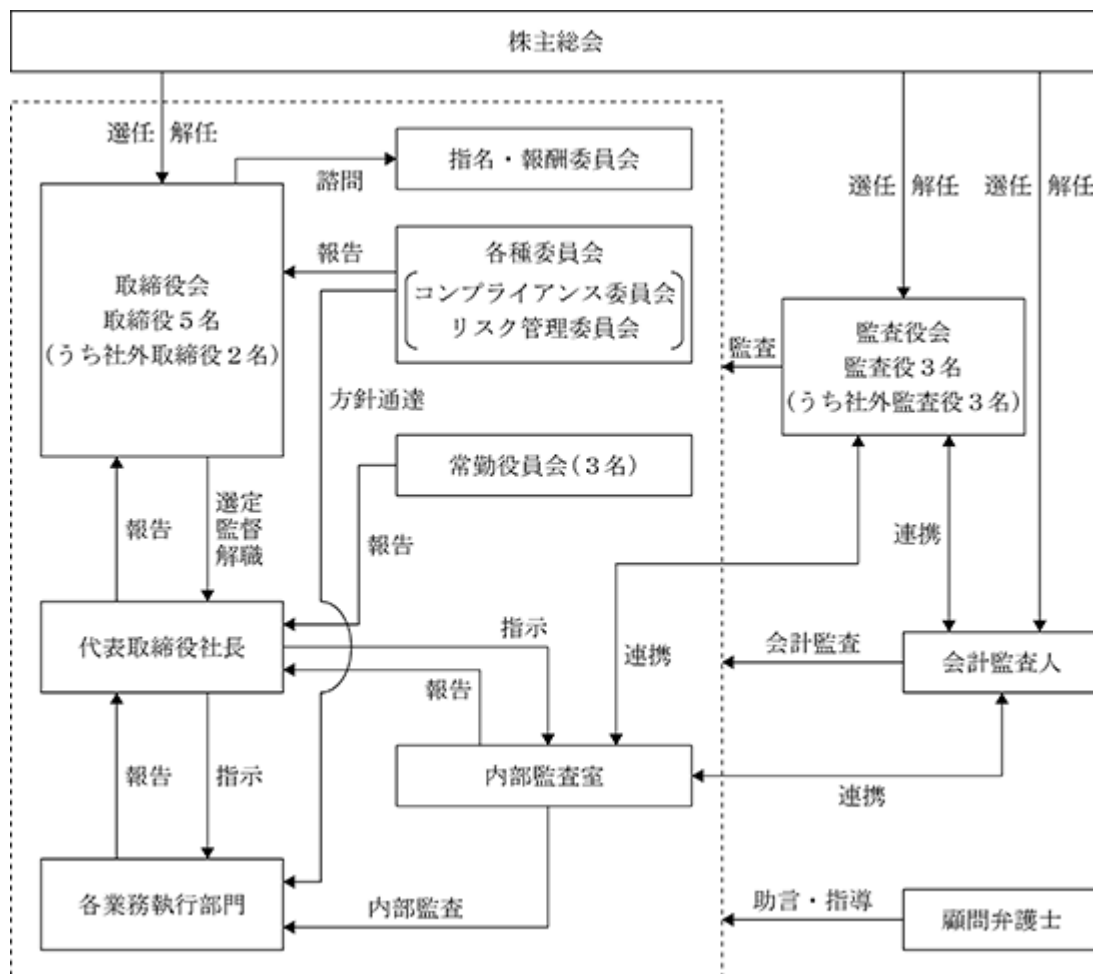 株主総会
選任 解任
指名・報酬委員会
諮問
選任 解任 選任 解任
各種委員会
コンプライアンス委員会
リスク管理委員会
報告
取締役会
取締役5名
(うち社外取締役2名)
監査役会
監査役3名
(うち社外監査役3名)
監査
方針通達
常勤役員会(3名)
報告
選定
監督
解職
報告
連携
代表取締役社長
指示
報告
連携
会計監査
会計監査人
報告
指示
内部監査室
連携
各業務執行部門
内部監査
助言・指導
顧問弁護士